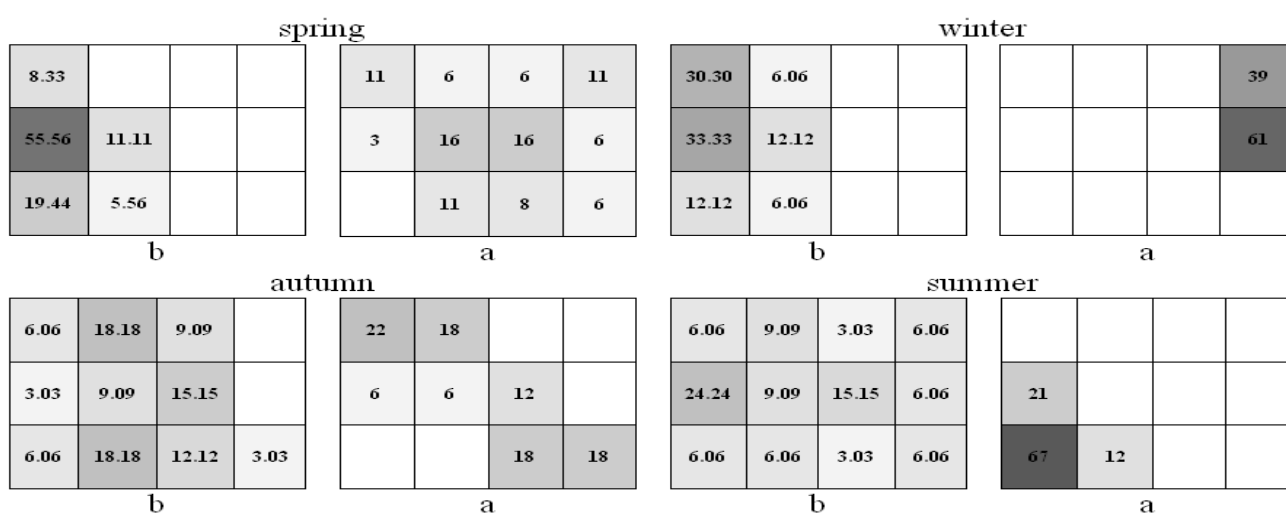 spring winter
8.33 11 6 6 11 30.30 6.06 39
55.56 11.11 3 16 16 6 33.33 12.12 61
19.44 5.56 11 8 6 12.12 6.06
b a b a
autumn summer
6.06 18.18 9.09 22 18 6.06 9.09 3.03 6.06
3.03 9.09 15.15 6 6 12 24.24 9.09 15.15 6.06 21
6.06 18.18 12.12 3.03 18 18 6.06 6.06 3.03 6.06 67 12
b a b a